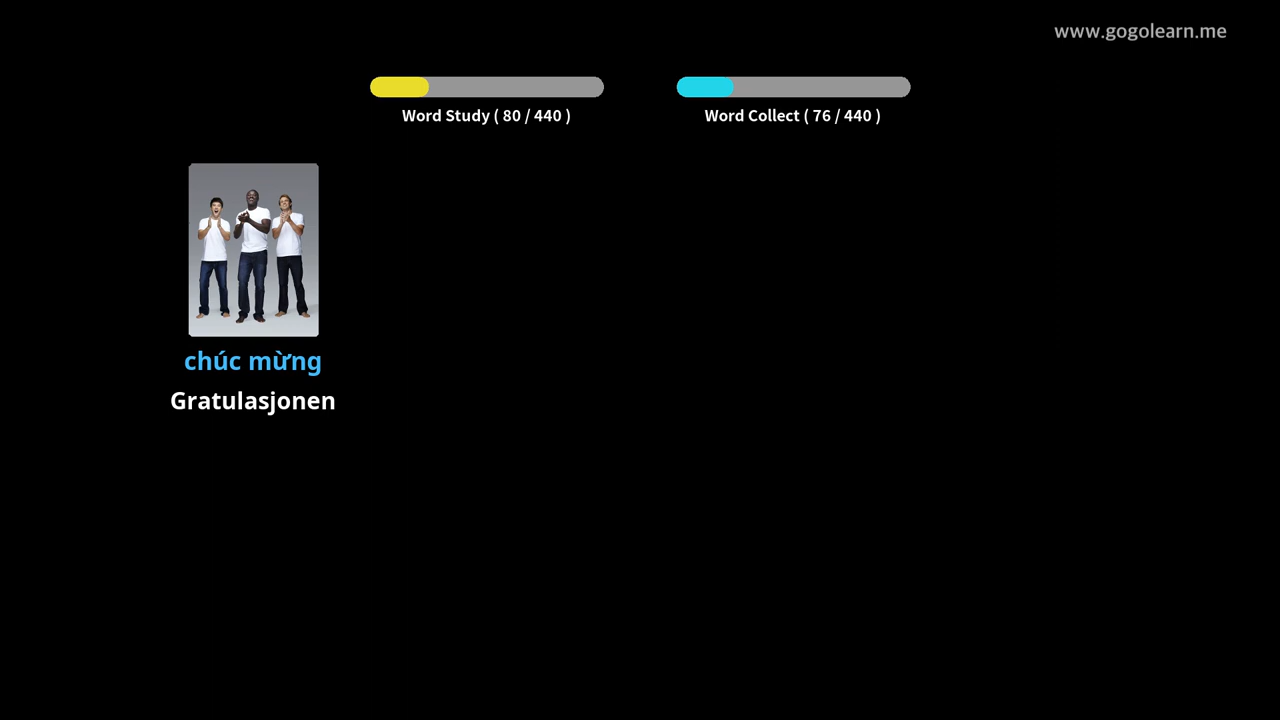 www.gogolearn.me
Word Study ( 80 / 440 )
Word Collect ( 76 / 440 )
chúc mừng
Gratulasjonen